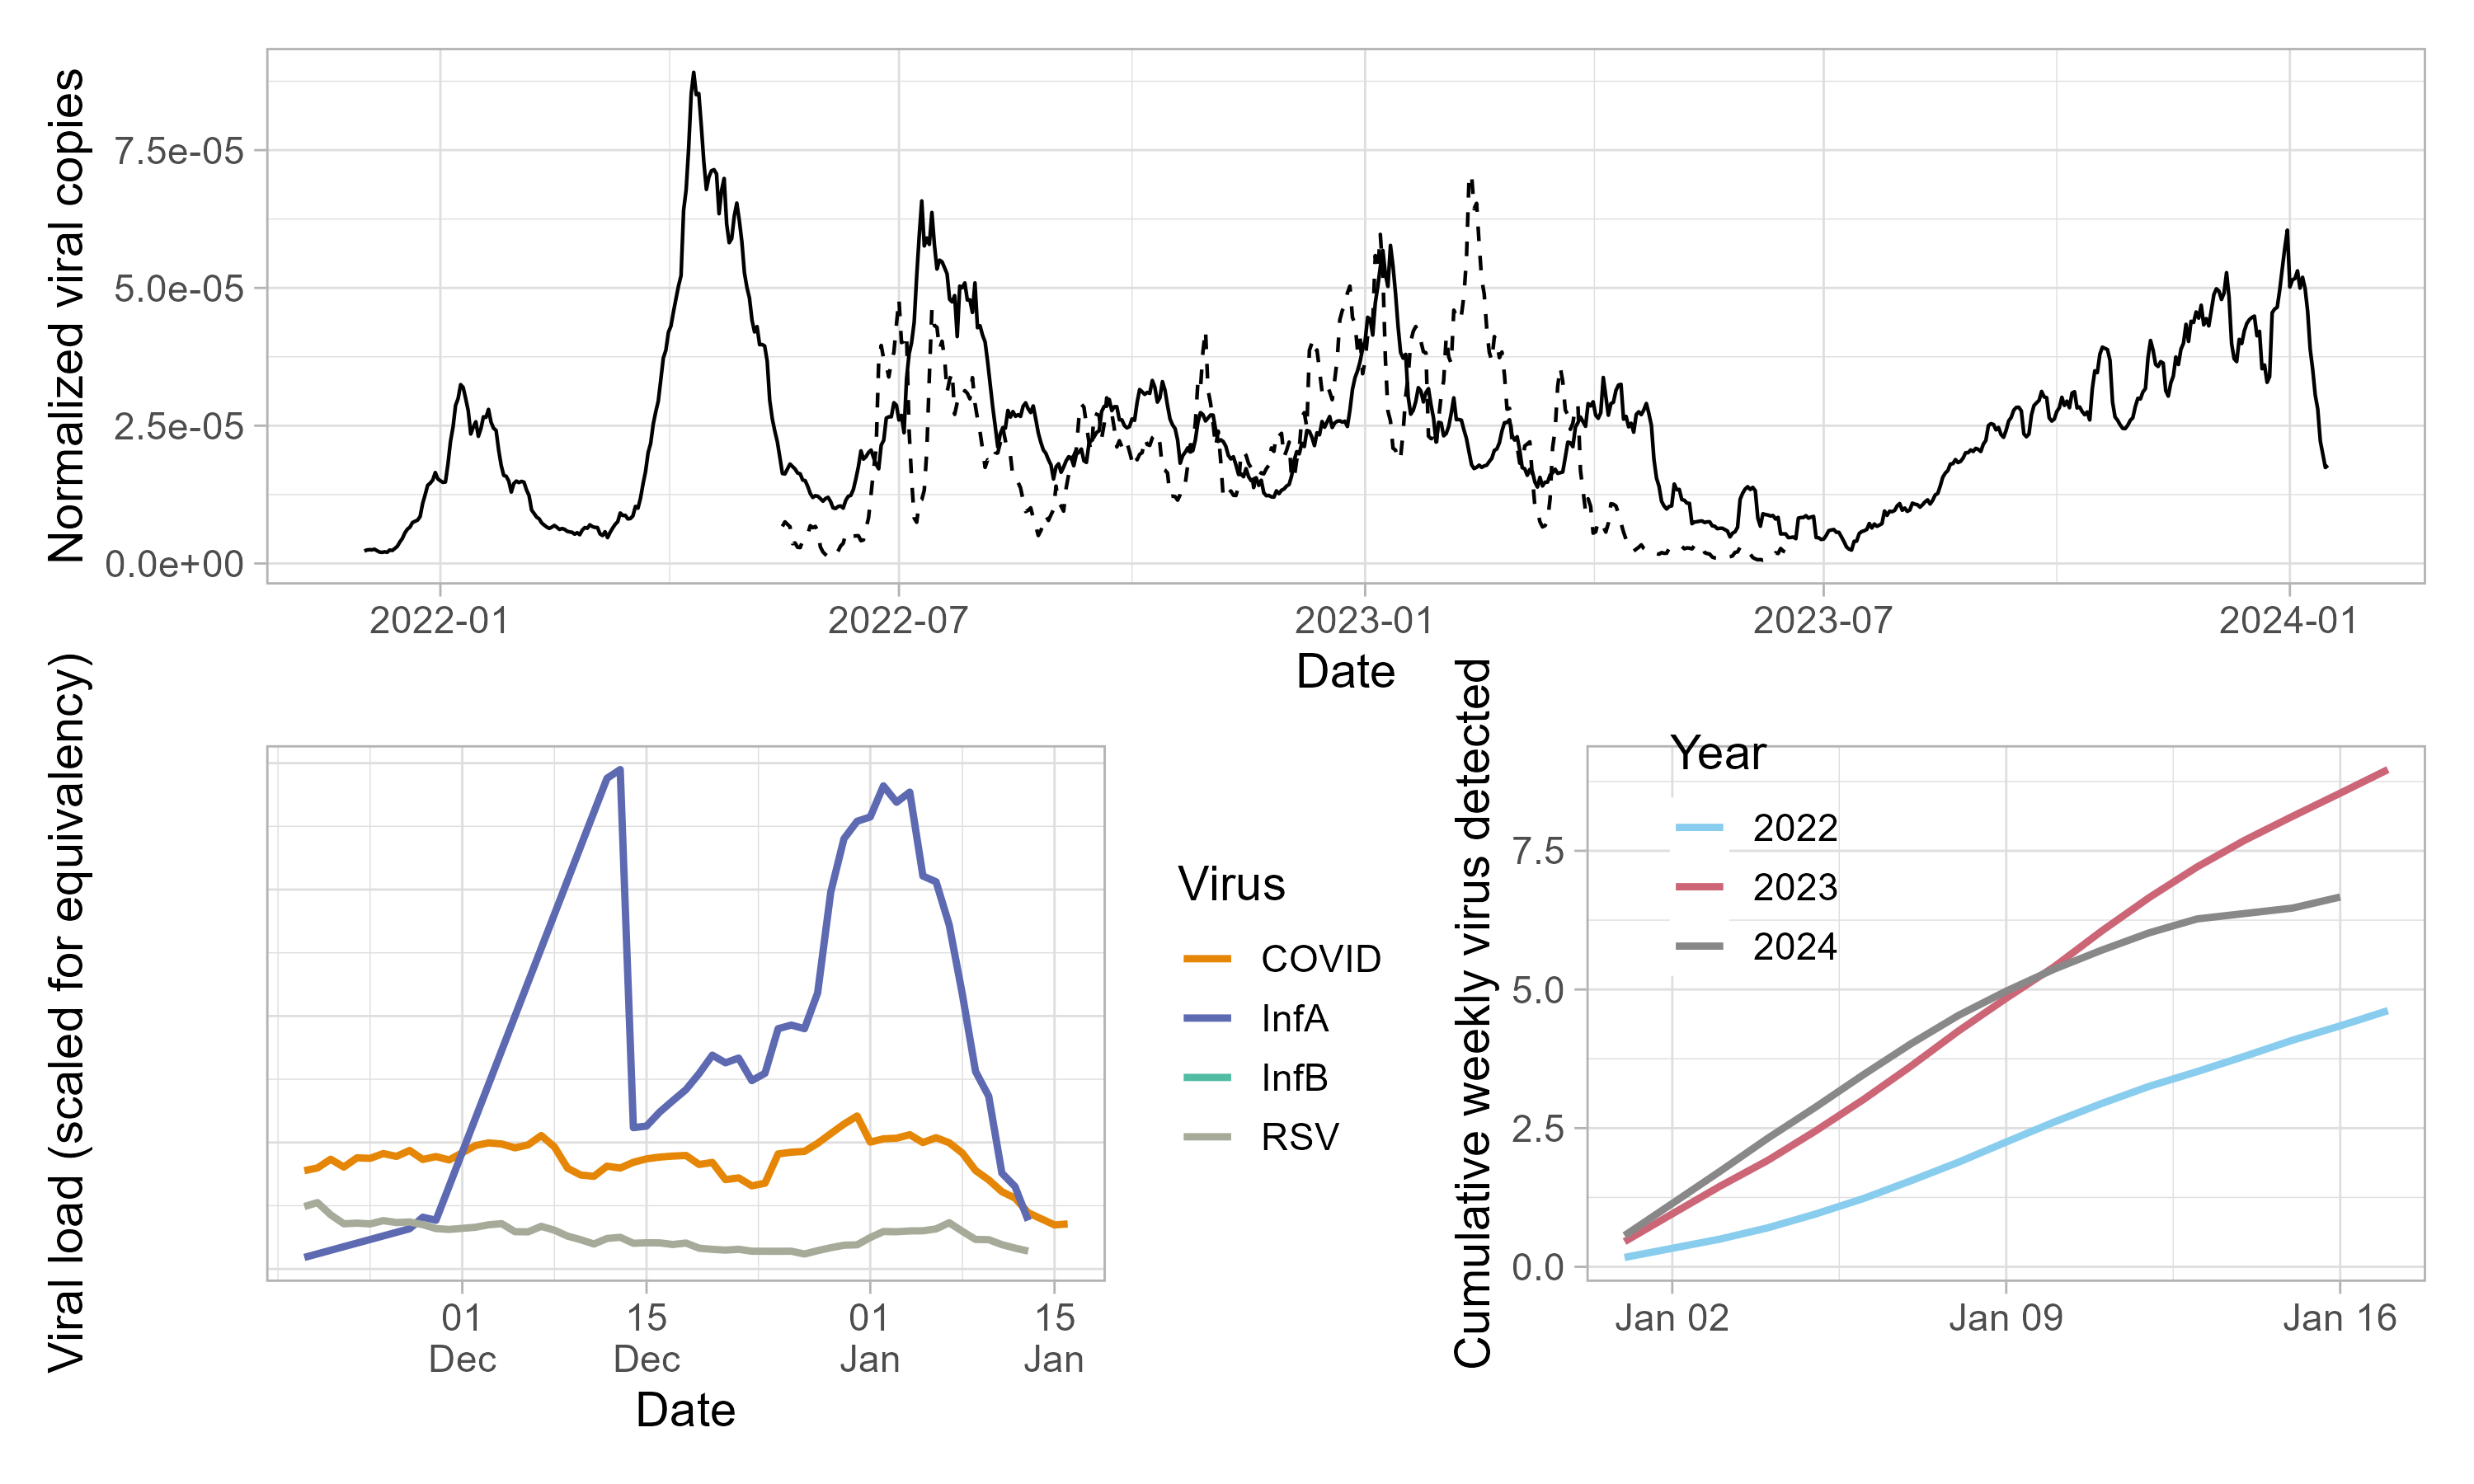 Normalized viral copies
7.5e-05
5.0e-05
2.5e-05
0.0e+00
2022-01
2022-07
2023-01
2023-07
2024-01
Date
Viral load (scaled for equivalency)
01
Dec
15
Dec
01
Jan
15
Jan
Date
Virus
COVID
InfA
InfB
RSV
Cumulative weekly virus detected
7.5
5.0
2.5
0.0
Year
2022
2023
2024
Jan 02
Jan 09
Jan 16